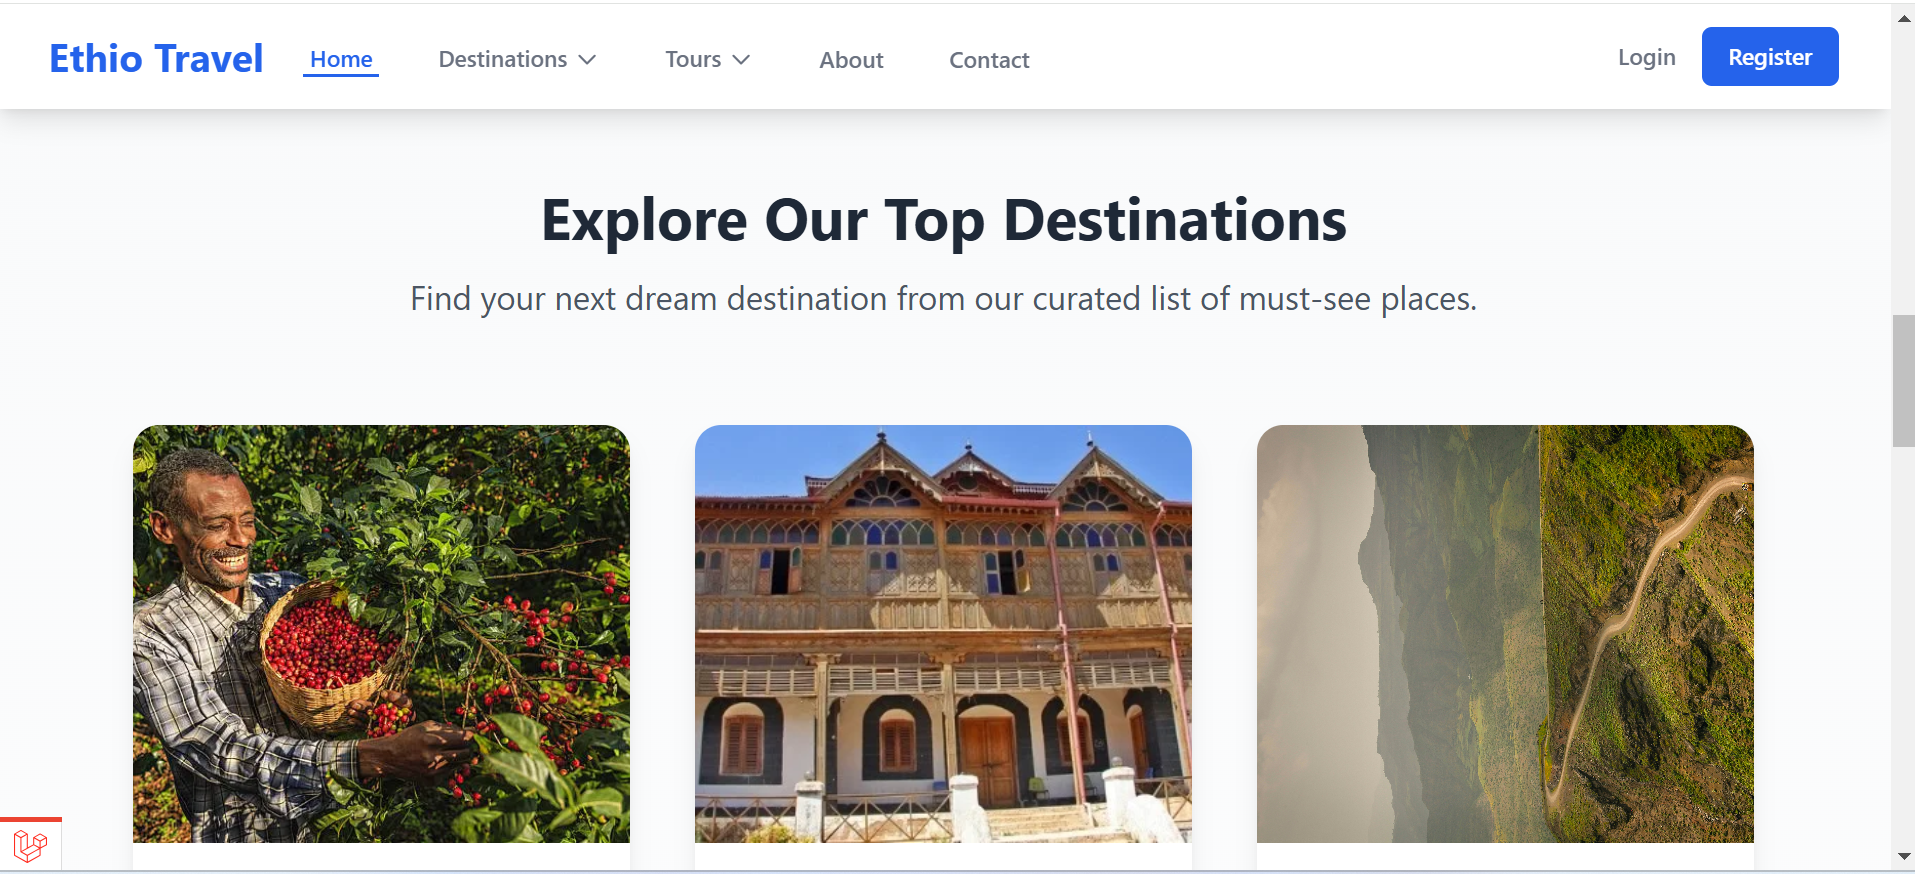 Ethio Travel
Home
Destinations
Tours
About
Contact
Login
Register
Explore Our Top Destinations
Find your next dream destination from our curated list of must-see places.